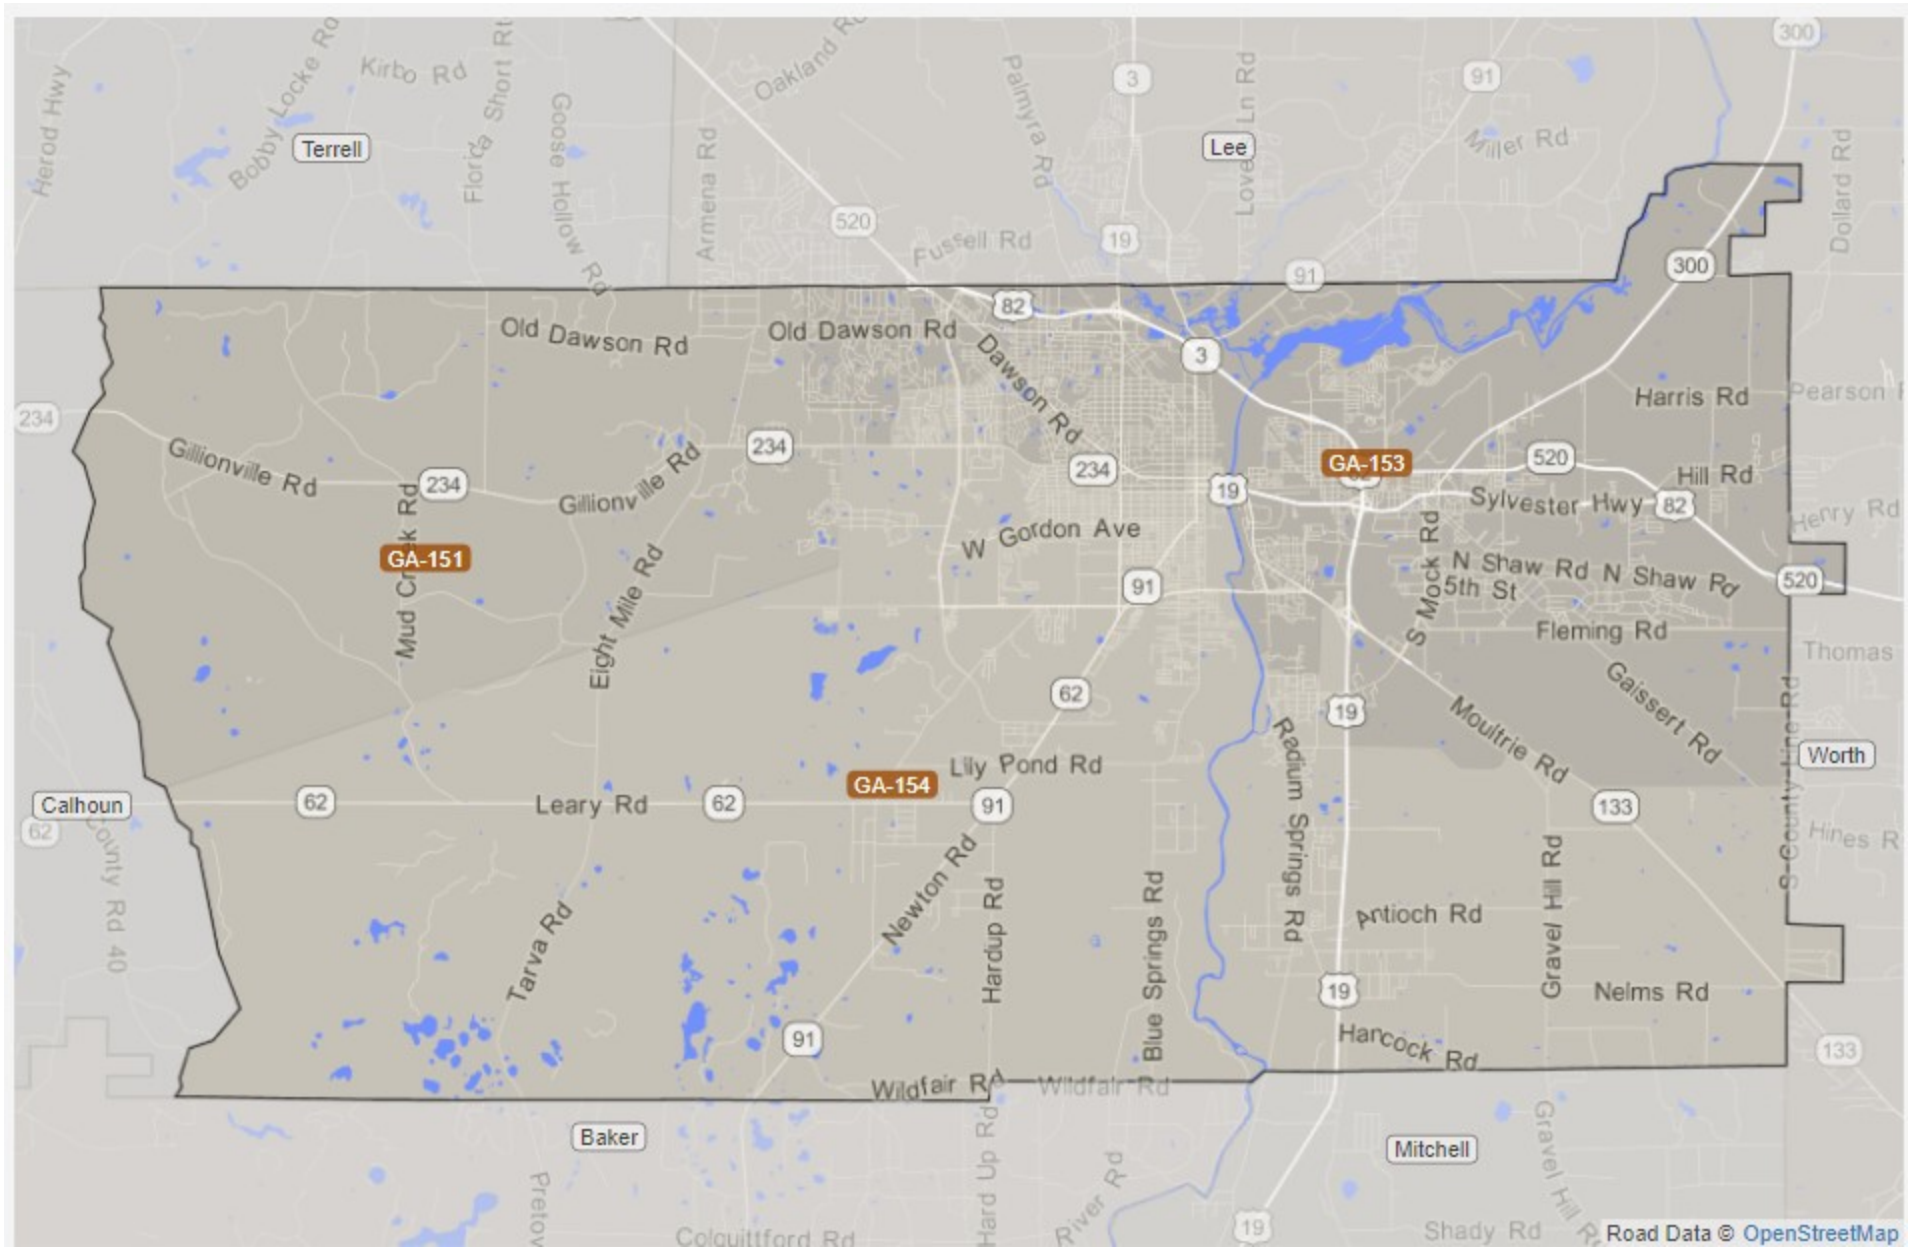 300
Herod Hwy
Bobby Locke Rd
Kirbo Rd
Florida Short Rt
Goose Hollow Rd
Oakland Rd
Palmyra Rd
3
Lovers Ln Rd
91
Terrell
Armena Rd
Lee
Miller Rd
Dollard Rd
520
Fussell Rd
19
91
300
82
Old Dawson Rd
Old Dawson Rd
Dawson Rd
3
Harris Rd
Pearson
234
Gillionville Rd
234
Gillionville Rd
234
234
GA-153
520
Hill Rd
19
Sylvester Hwy
82
Henry Rd
GA-151
W Gordon Ave
S Mock Rd
N Shaw Rd
N Shaw Rd
5th St
520
91
Eight Mile Rd
Fleming Rd
Thomas
62
Gaissert Rd
19
Moultrie Rd
Radium Springs Rd
S County Line Rd
Worth
Calhoun
62
62
Leary Rd
62
GA-154
Lily Pond Rd
91
133
Hines R
County Rd 40
Newton Rd
Hardup Rd
Blue Springs Rd
Antioch Rd
Gravel Hill Rd
Tarva Rd
Nelms Rd
19
91
Hancock Rd
133
Wildfair Rd
Wildfair Rd
Baker
Mitchell
Hard Up Rd
River Rd
Gravel Hill Rd
Colquittford Rd
19
Shady Rd
Road Data © OpenStreetMap